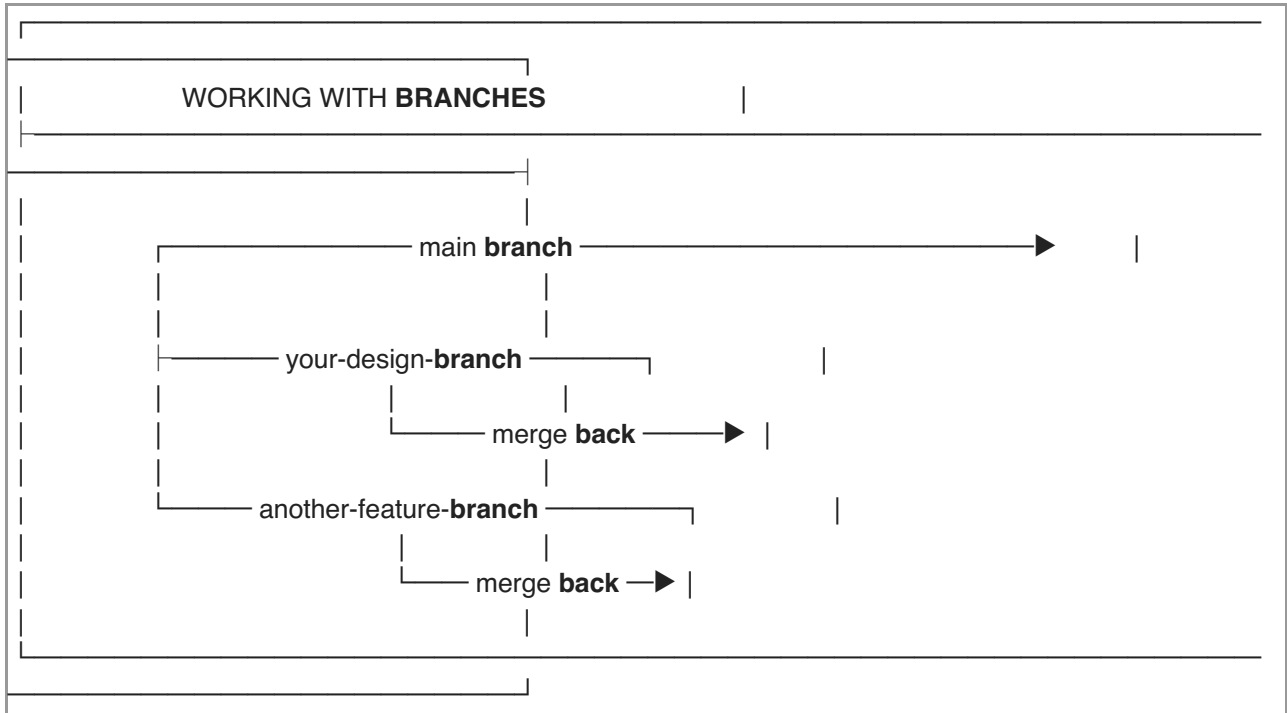 WORKING WITH BRANCHES
main branch
your-design-branch
merge back
another-feature-branch
merge back